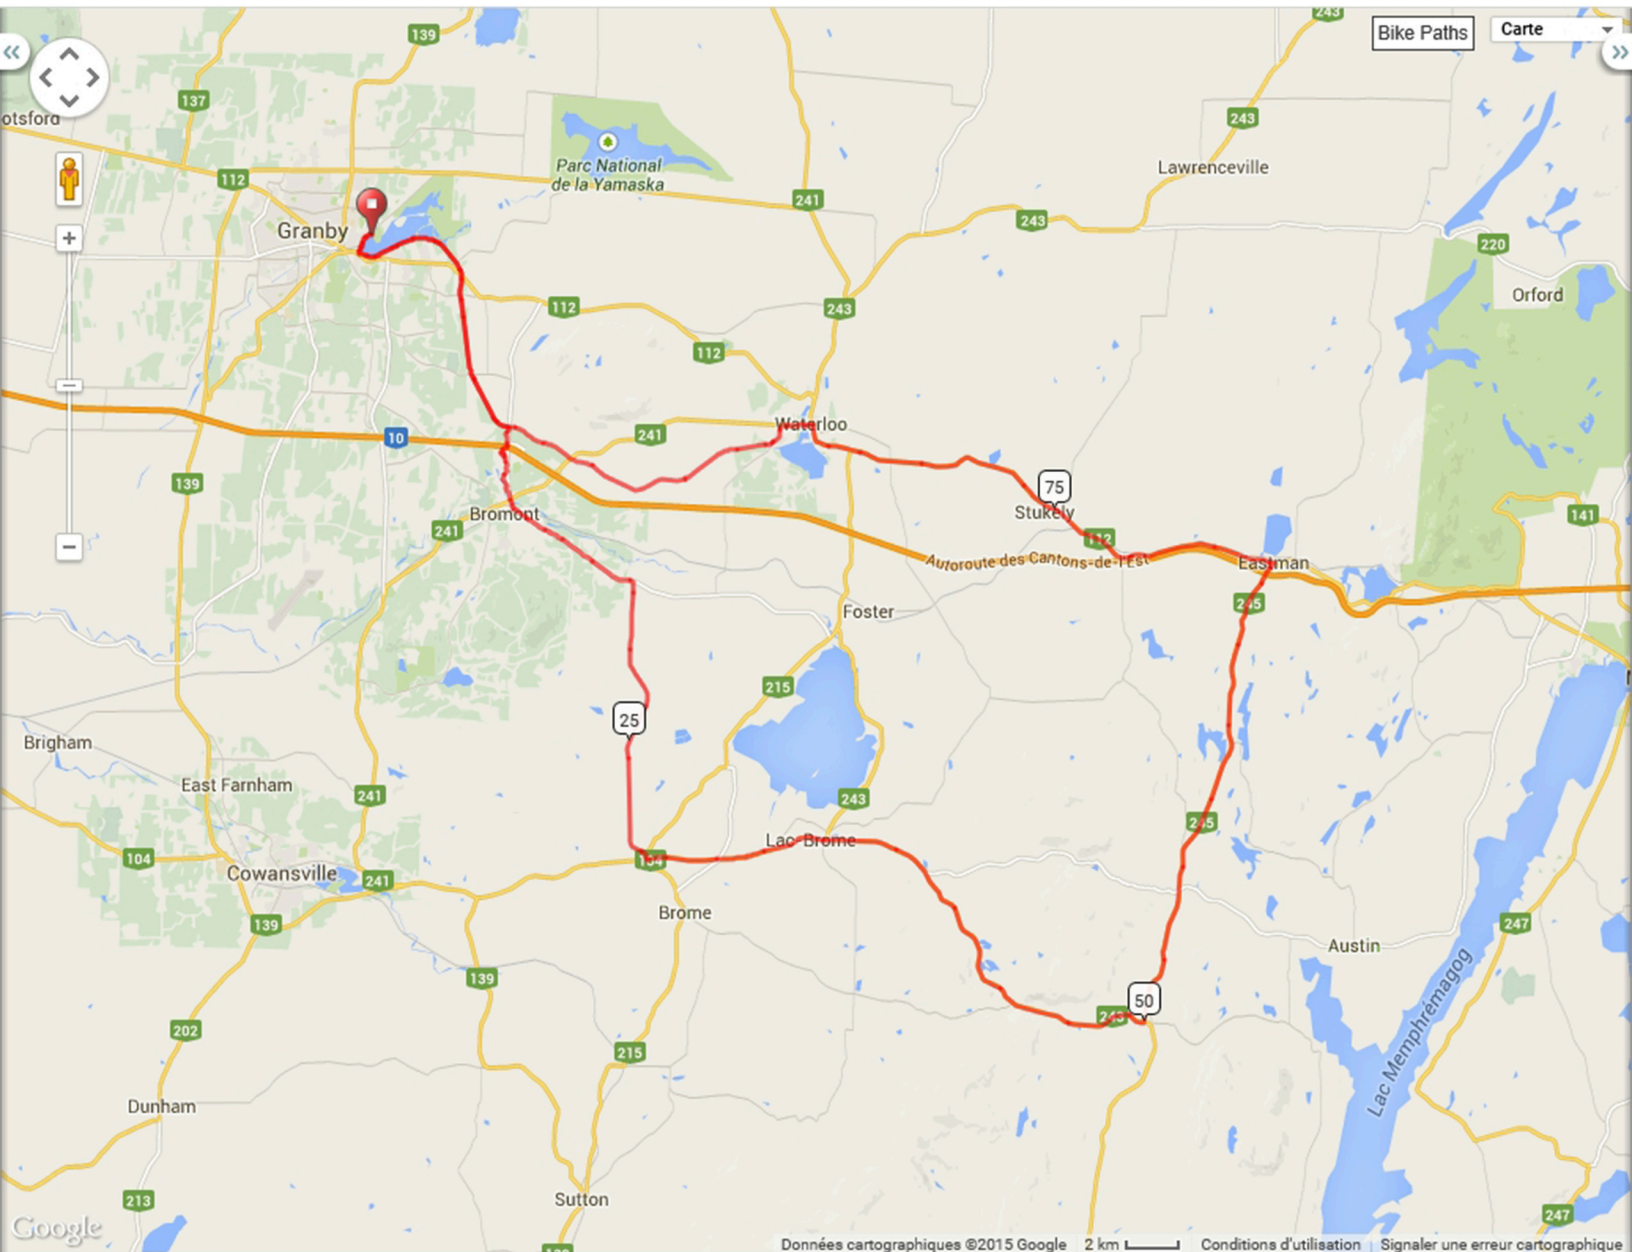 243
139
Bike Paths
Carte
137
otsford
243
Lawrenceville
Parc National
de la Yamaska
112
241
243
Granby
220
Orford
112
243
112
Waterloo
241
10
139
75
Stukely
141
Bromont
241
112
Autoroute des Cantons-de-l'Est
Eastman
245
Foster
215
25
Brigham
East Farnham
241
243
245
Lac-Brome
104
104
Cowansville
241
Brome
139
247
Austin
139
50
243
Lac Memphrémagog
202
215
Dunham
213
Sutton
247
Google
Données cartographiques ©2015 Google
2 km
Conditions d'utilisation
Signaler une erreur cartographique